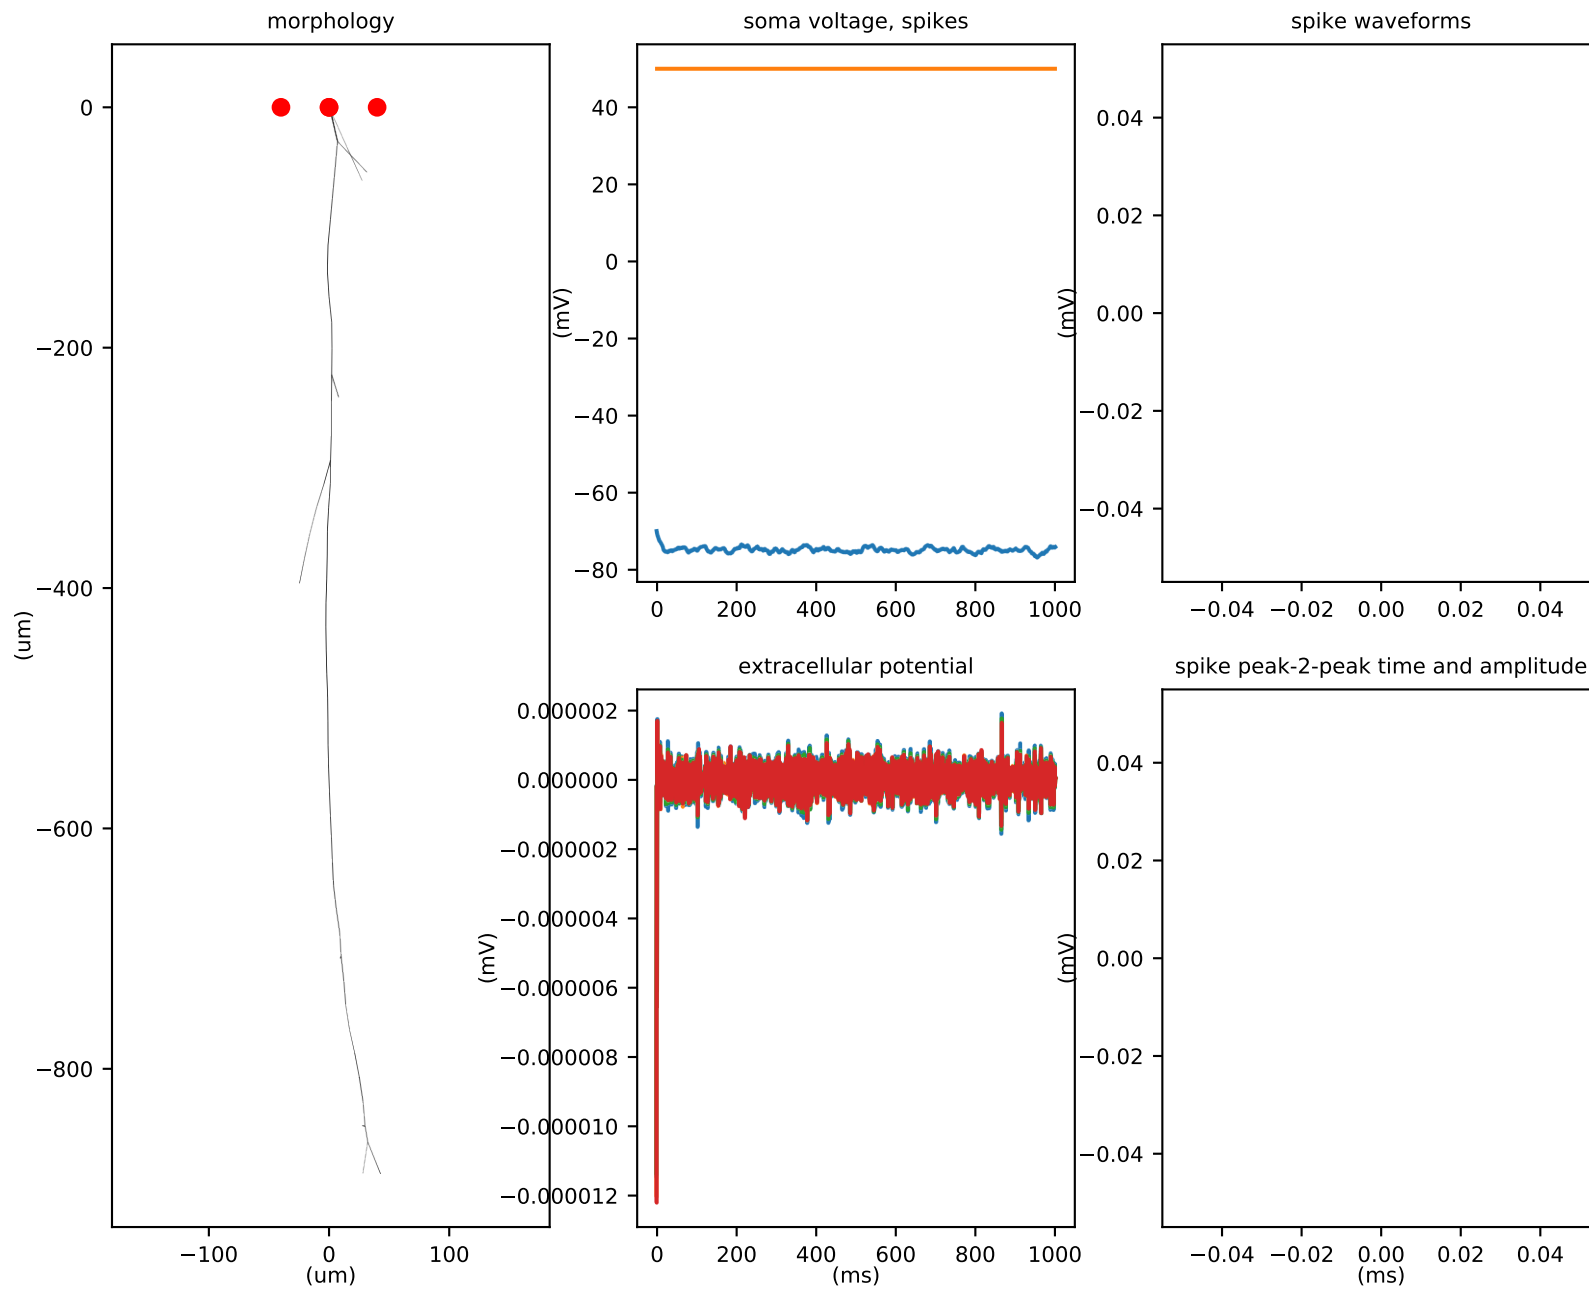 morphology
0
−200
−400
−600
−800
(um)
−100 0 100
(um)
soma voltage, spikes
40
20
0
−20
−40
−60
−80
(mV)
0 200 400 600 800 1000
spike waveforms
0.04
0.02
0.00
−0.02
−0.04
(mV)
−0.04 −0.02 0.00 0.02 0.04
extracellular potential
0.000002
0.000000
−0.000002
−0.000004
−0.000006
−0.000008
−0.000010
−0.000012
(mV)
0 200 400 600 800 1000
(ms)
spike peak-2-peak time and amplitude
0.04
0.02
0.00
−0.02
−0.04
(mV)
−0.04 −0.02 0.00 0.02 0.04
(ms)